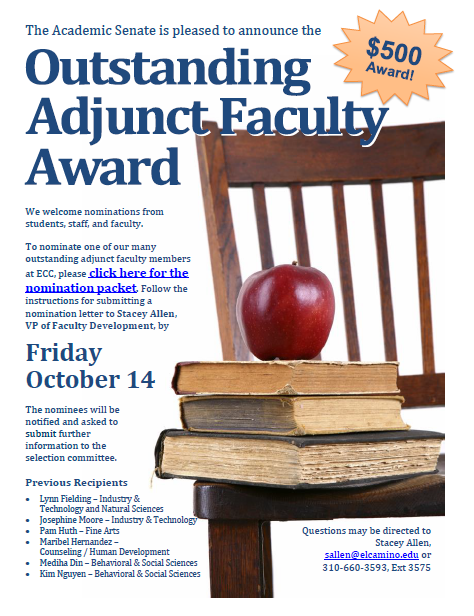 The Academic Senate is pleased to announce the
$500
Award!
Outstanding
Adjunct Faculty
Award
We welcome nominations from
students, staff, and faculty.
To nominate one of our many
outstanding adjunct faculty members
at ECC, please click here for the
nomination packet. Follow the
instructions for submitting a
nomination letter to Stacey Allen,
VP of Faculty Development, by
Friday
October 14
The nominees will be
notified and asked to
submit further
information to the
selection committee.
Previous Recipients
• Lynn Fielding – Industry &
Technology and Natural Sciences
• Josephine Moore – Industry & Technology
• Pam Huth – Fine Arts
• Maribel Hernandez –
Counseling / Human Development
• Mediha Din – Behavioral & Social Sciences
• Kim Nguyen – Behavioral & Social Sciences
Questions may be directed to
Stacey Allen,
sallen@elcamino.edu or
310-660-3593, Ext 3575